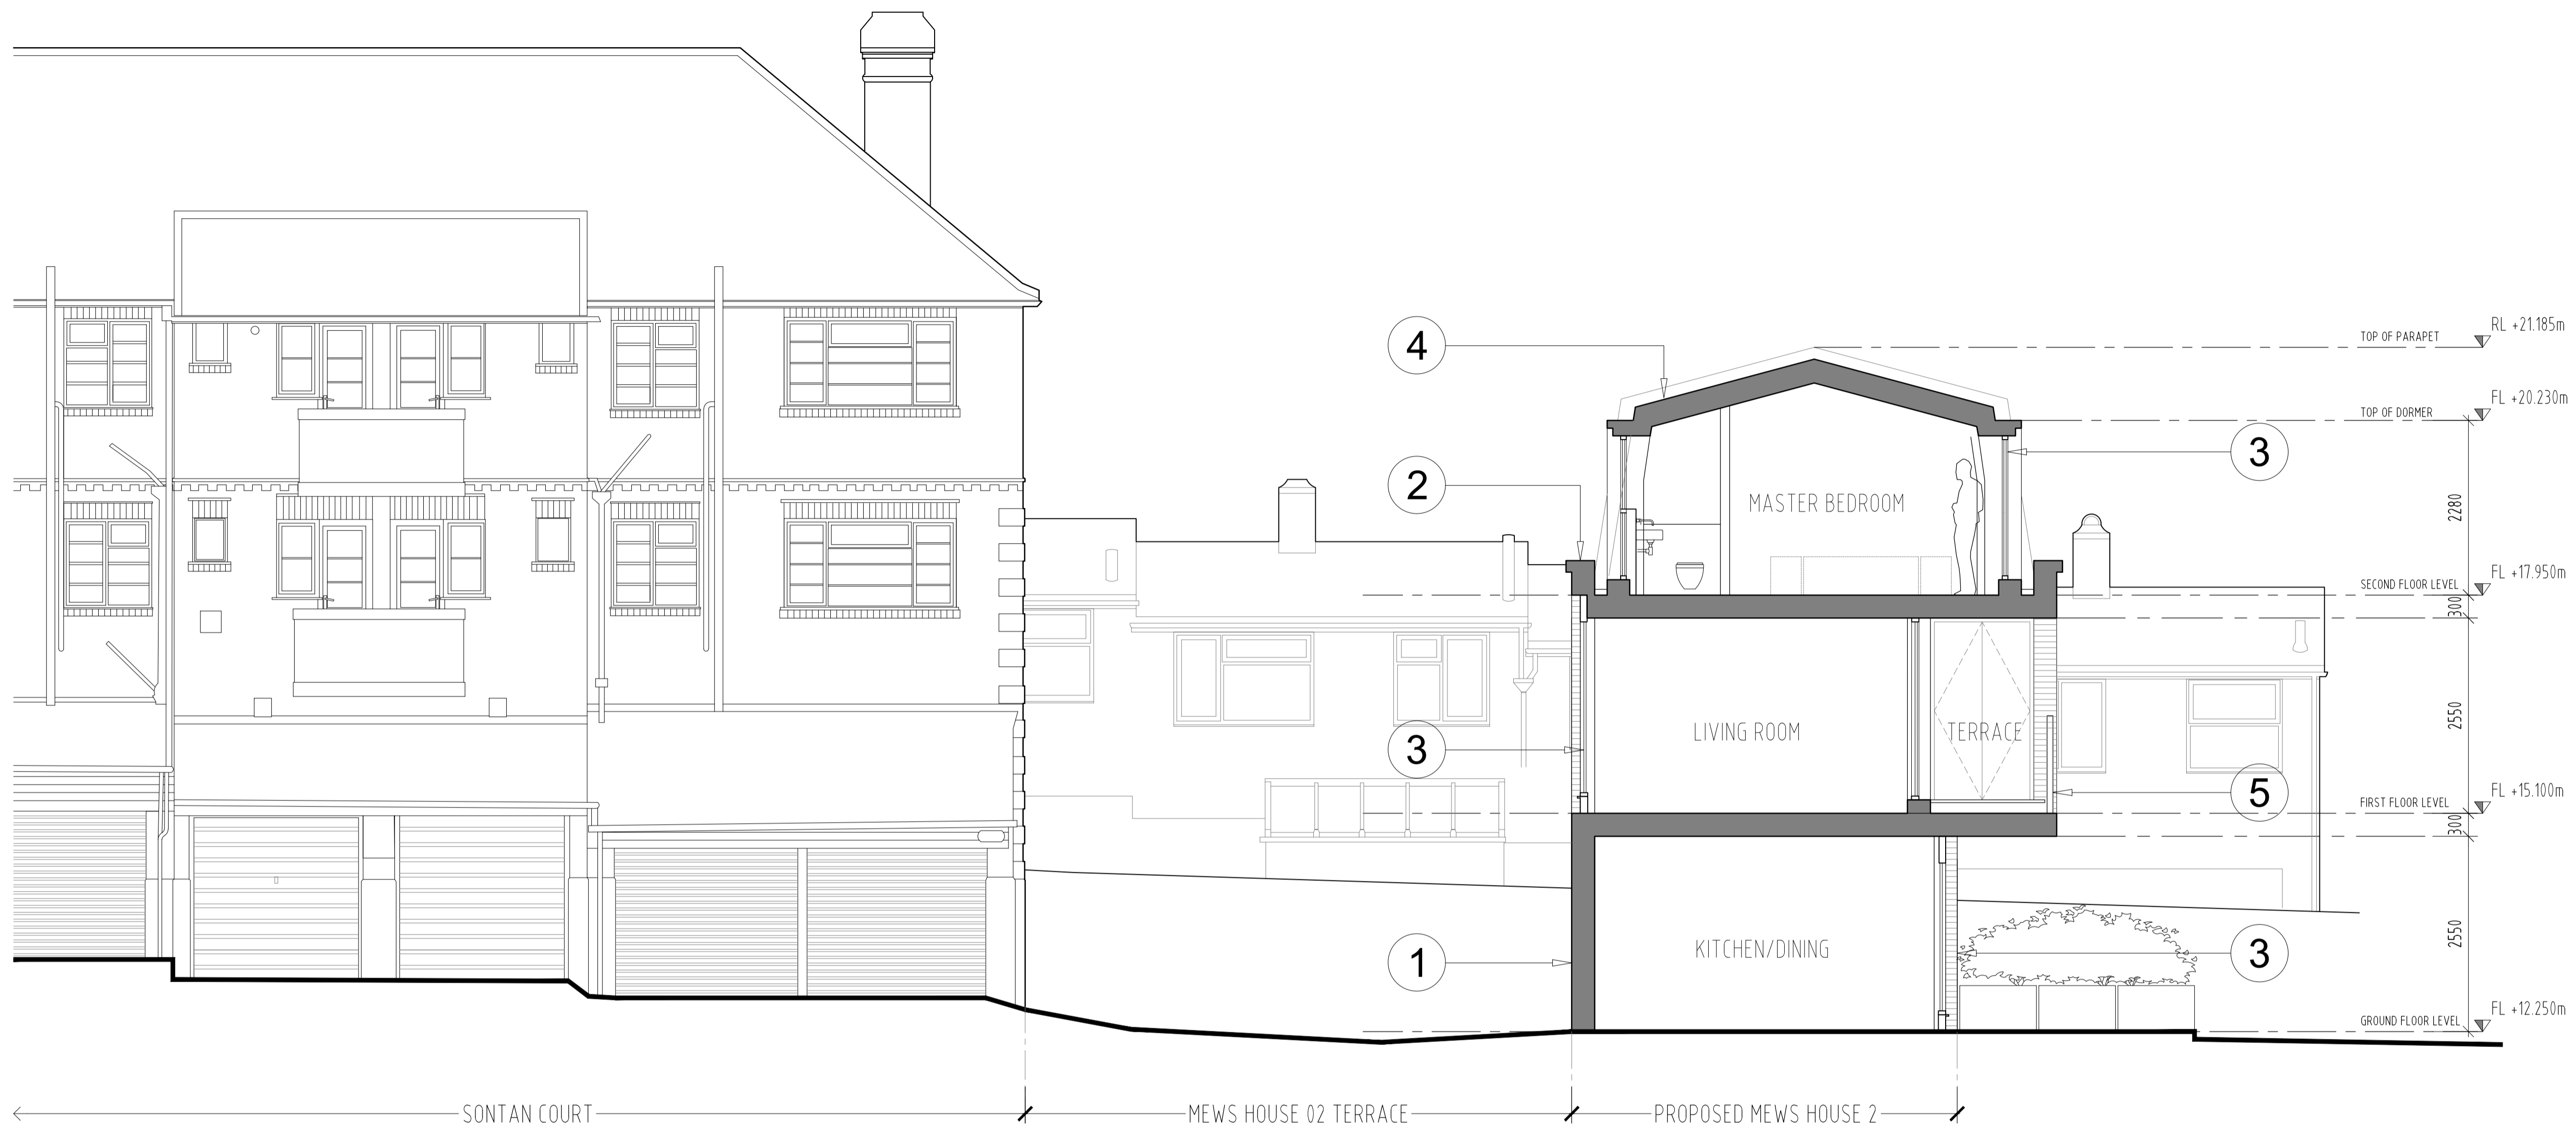 TOP OF PARAPET
RL +21.185m
4
TOP OF DORMER
FL +20.230m
3
2
MASTER BEDROOM
2280
SECOND FLOOR LEVEL
FL +17.950m
300
LIVING ROOM
TERRACE
2550
3
5
FIRST FLOOR LEVEL
FL +15.100m
300
KITCHEN/DINING
2550
1
3
GROUND FLOOR LEVEL
FL +12.250m
SONTAN COURT
MEWS HOUSE 02 TERRACE
PROPOSED MEWS HOUSE 2